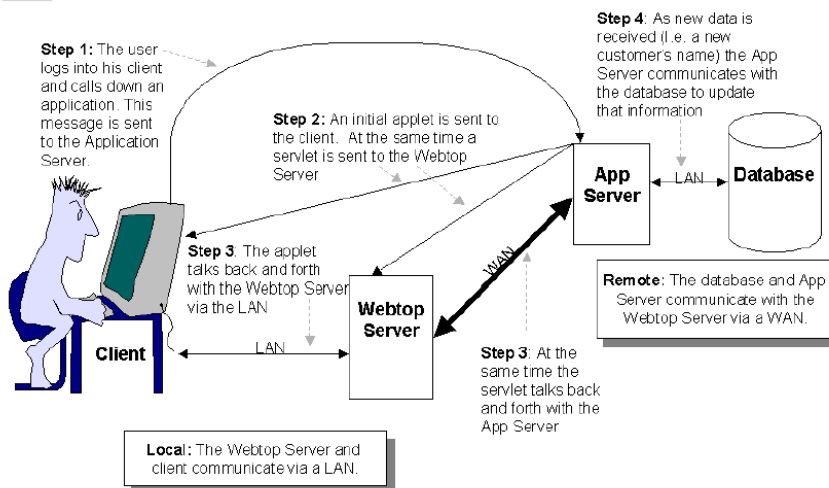 Step 1: The user
logs into his client
and calls down an
application. This
message is sent
to the Application
Server.
Step 2: An initial applet is sent to
the client. At the same time a
servlet is sent to the Webtop
Server
Step 4: As new data is
received (I.e. a new
customer's name) the App
Server communicates with
the database to update
that information
App
Server
LAN
Database
Step 3: The applet
talks back and forth
with the Webtop Server
via the LAN
WAN
Remote: The database and App
Server communicate with the
Webtop Server via a WAN.
Webtop
Server
Client
LAN
Step 3: At the
same time the
servlet talks back
and forth with the
App Server
Local: The Webtop Server and
client communicate via a LAN.